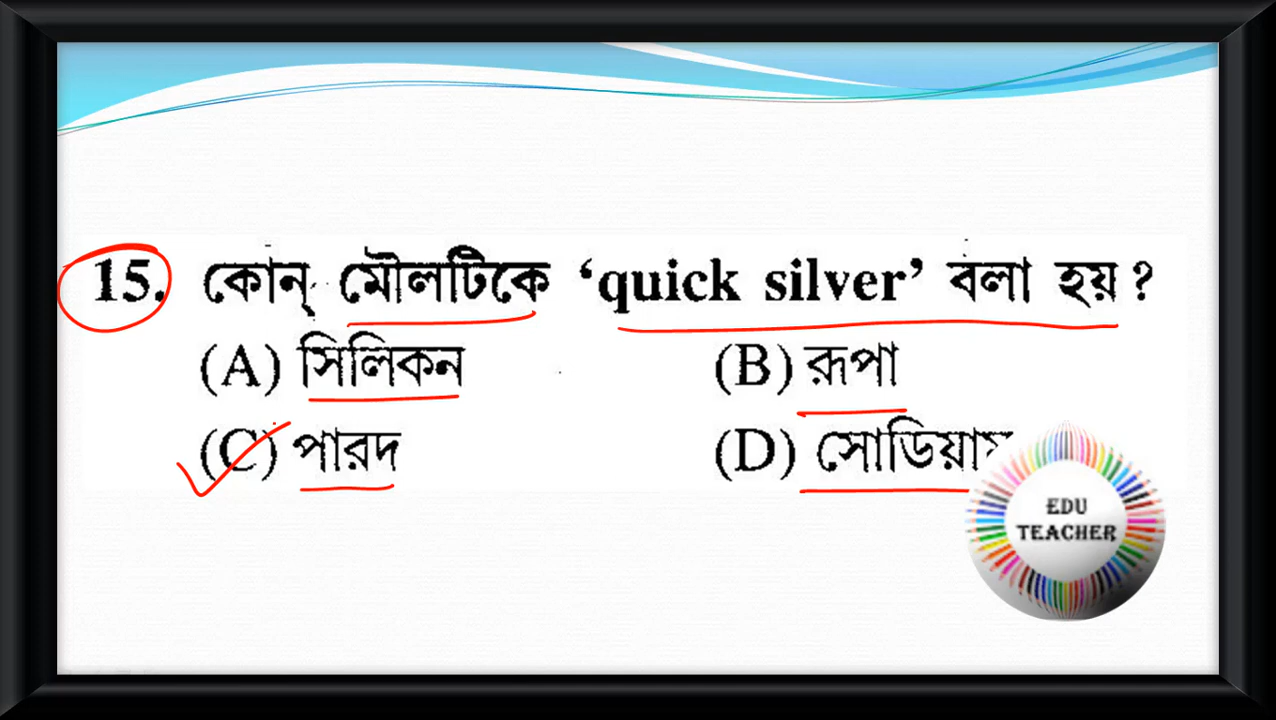 15. কোন্ মৌলটিকে ‘quick silver’ বলা হয় ?
(A) সিলিকন (B) রূপা
(C) পারদ (D)
EDU
TEACHER